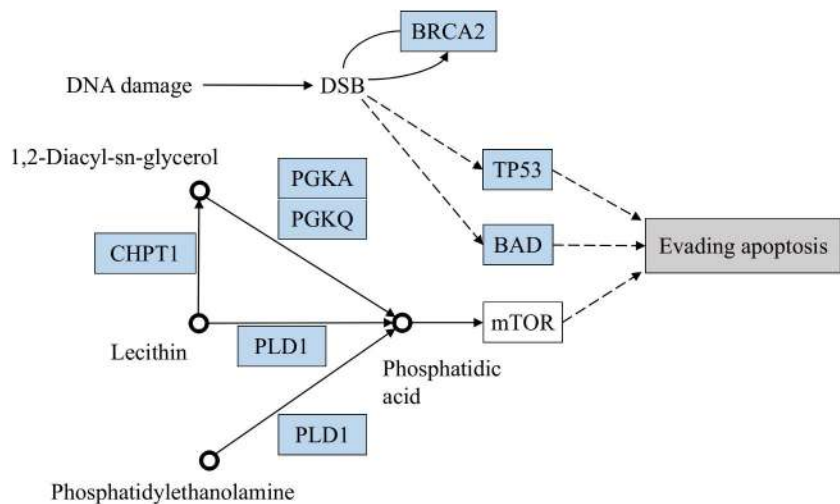 BRCA2
DNA damage
DSB
1,2-Diacyl-sn-glycerol
PGKA
PGKQ
TP53
CHPT1
BAD
Evading apoptosis
mTOR
Lecithin
PLD1
Phosphatidic
acid
PLD1
Phosphatidylethanolamine